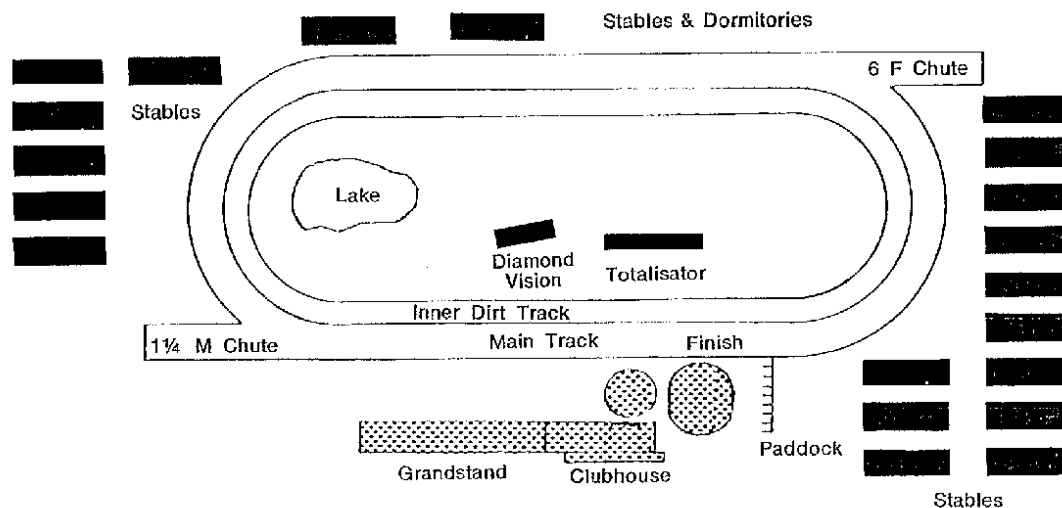 Stables & Dormitories
6 F Chute
Stables
Lake
Diamond
Vision
Totalisator
Inner Dirt Track
1¼ M Chute
Main Track
Finish
Paddock
Grandstand
Clubhouse
Stables